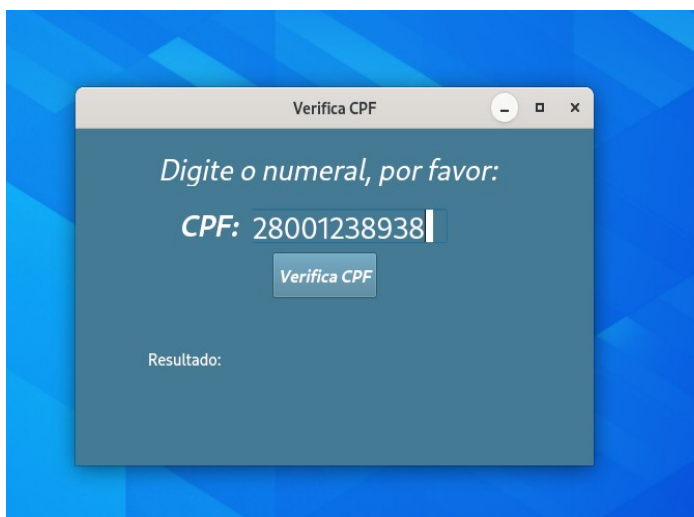 Verifica CPF
Digite o numeral, por favor:
CPF: 28001238938
Verifica CPF
Resultado: